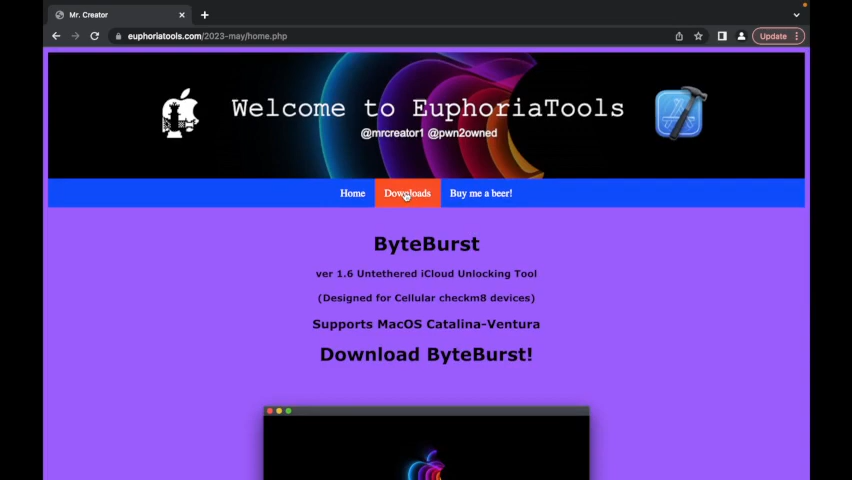 Mr. Creator
euphoriatools.com/2023-may/home.php
Update
Welcome to EuphoriaTools
@mrcreator1 @pwn2owned
Home Downloads Buy me a beer!
ByteBurst
ver 1.6 Untethered iCloud Unlocking Tool
(Designed for Cellular checkm8 devices)
Supports MacOS Catalina-Ventura
Download ByteBurst!